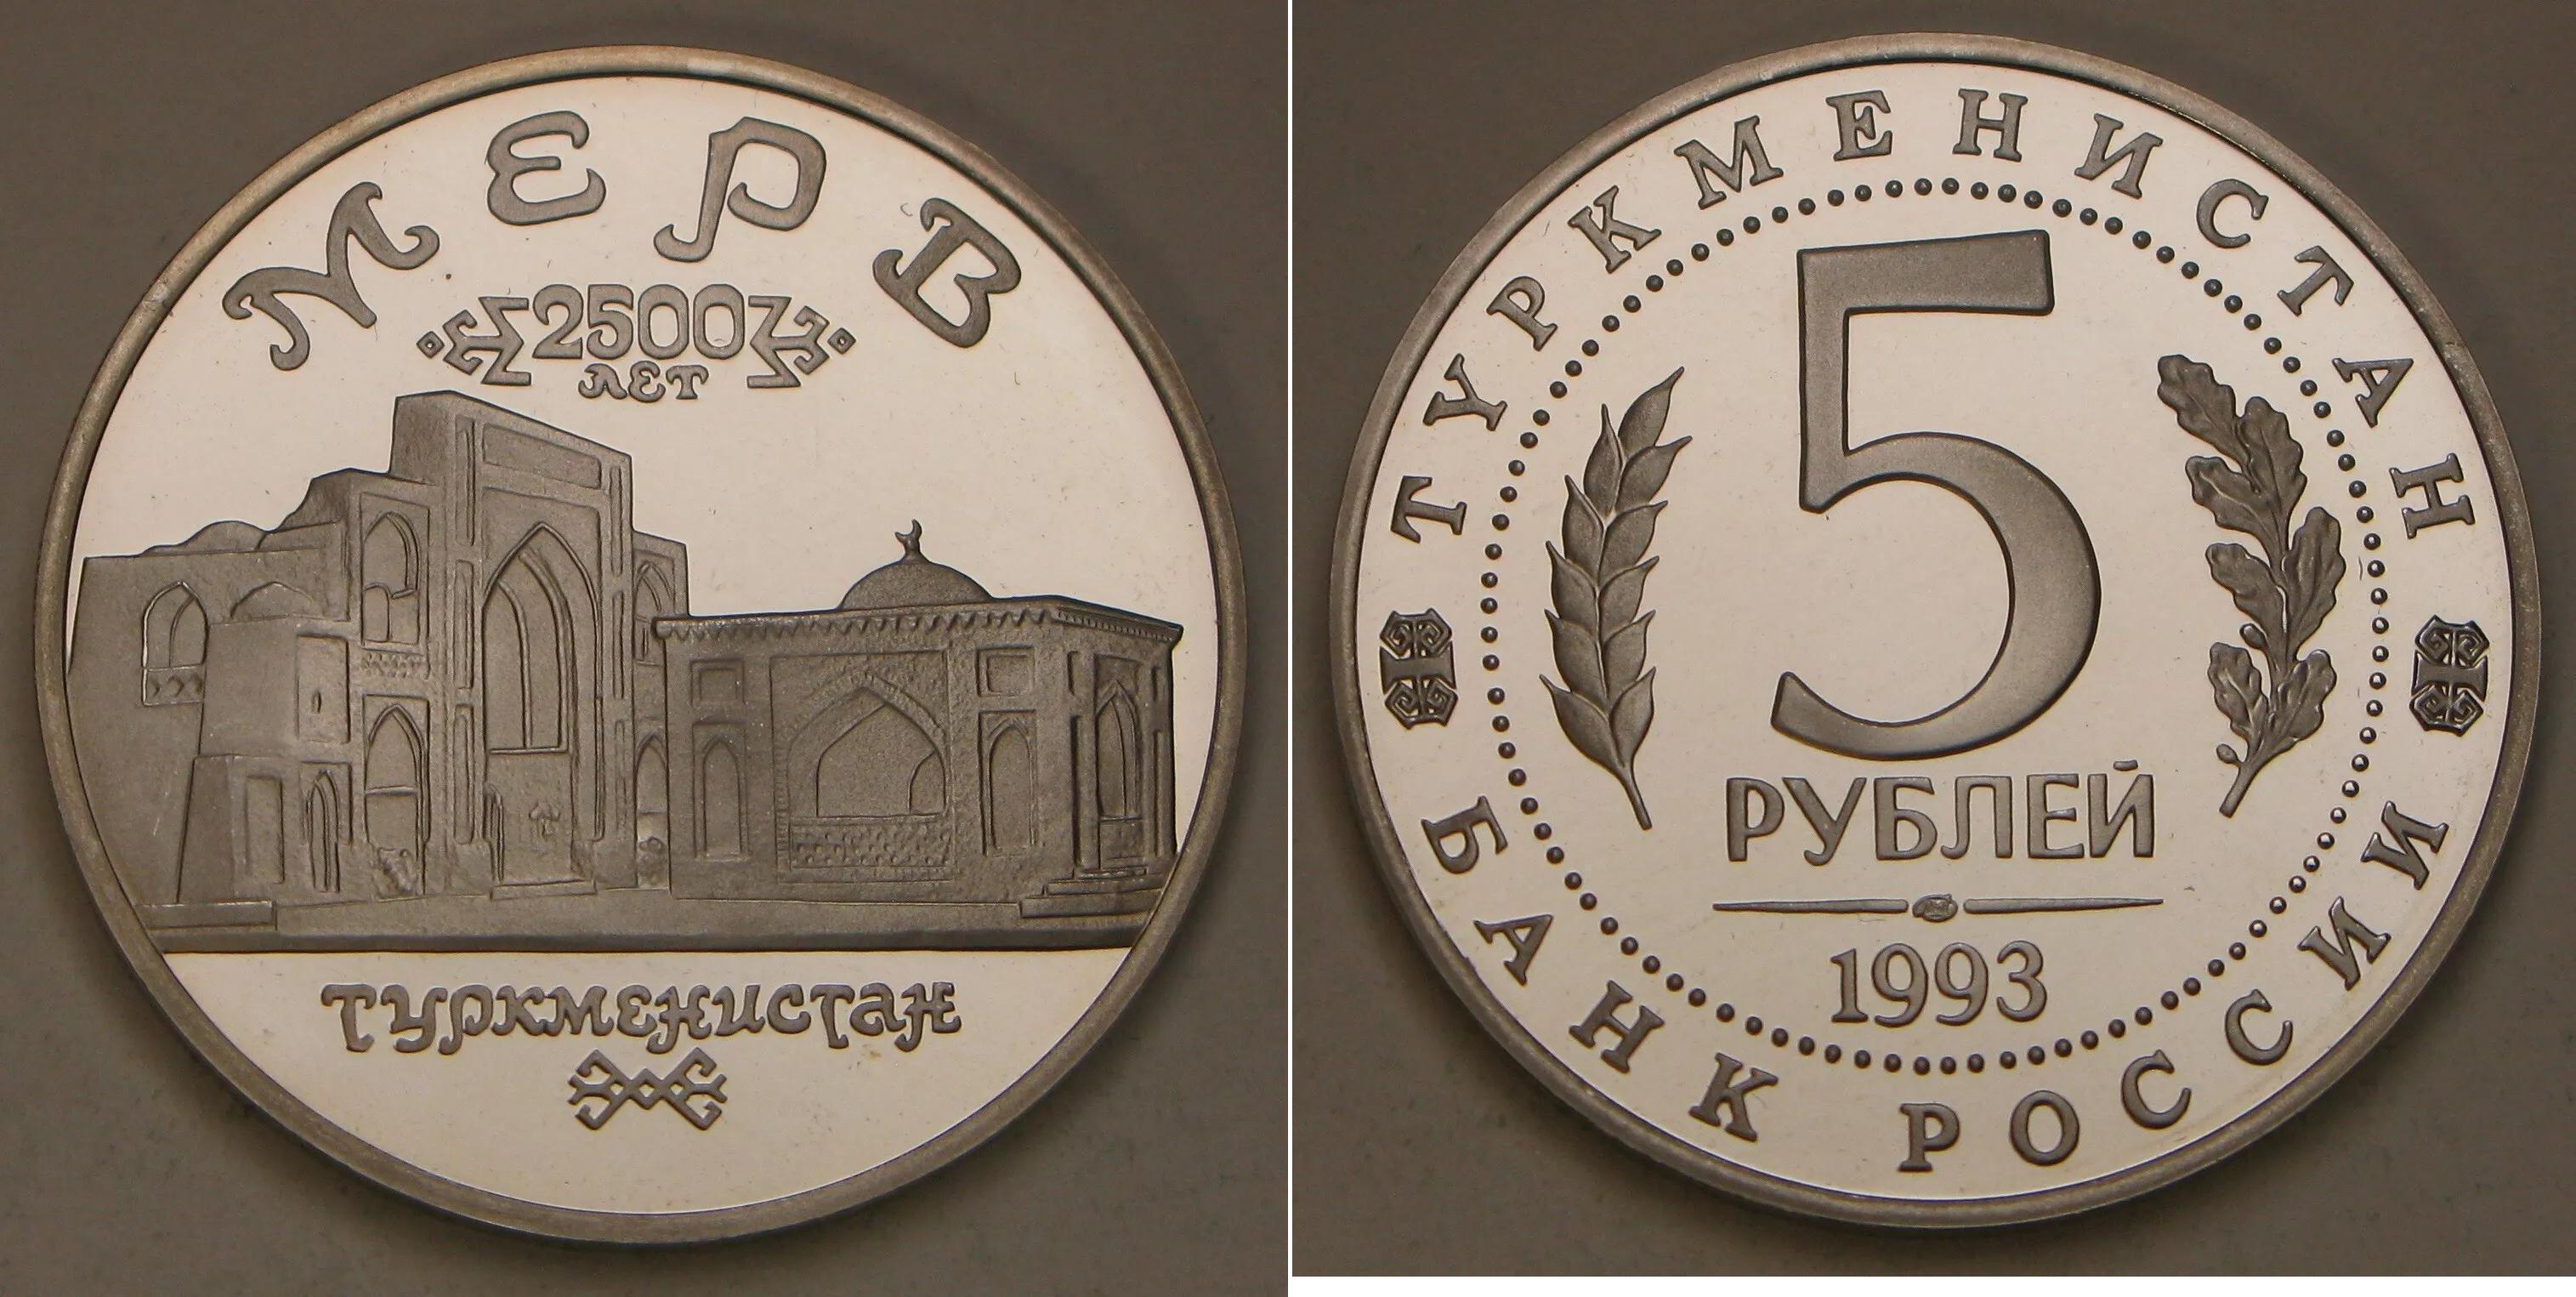 МЕРВ
2500
ЛЕТ
Туркменистан
ТУРКМЕНИСТАН
5
РУБЛЕЙ
1993
БАНК РОССИИ